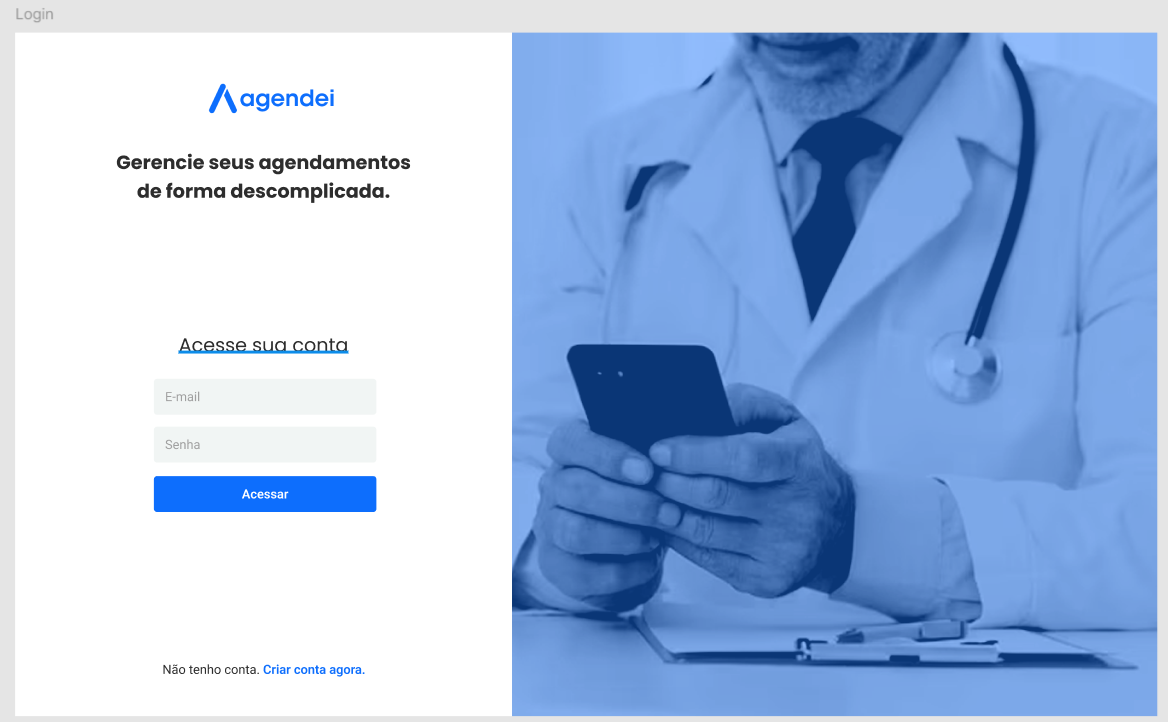 Login
agendei
Gerencie seus agendamentos
de forma descomplicada.
Acesse sua conta
E-mail
Senha
Acessar
Não tenho conta. Criar conta agora.